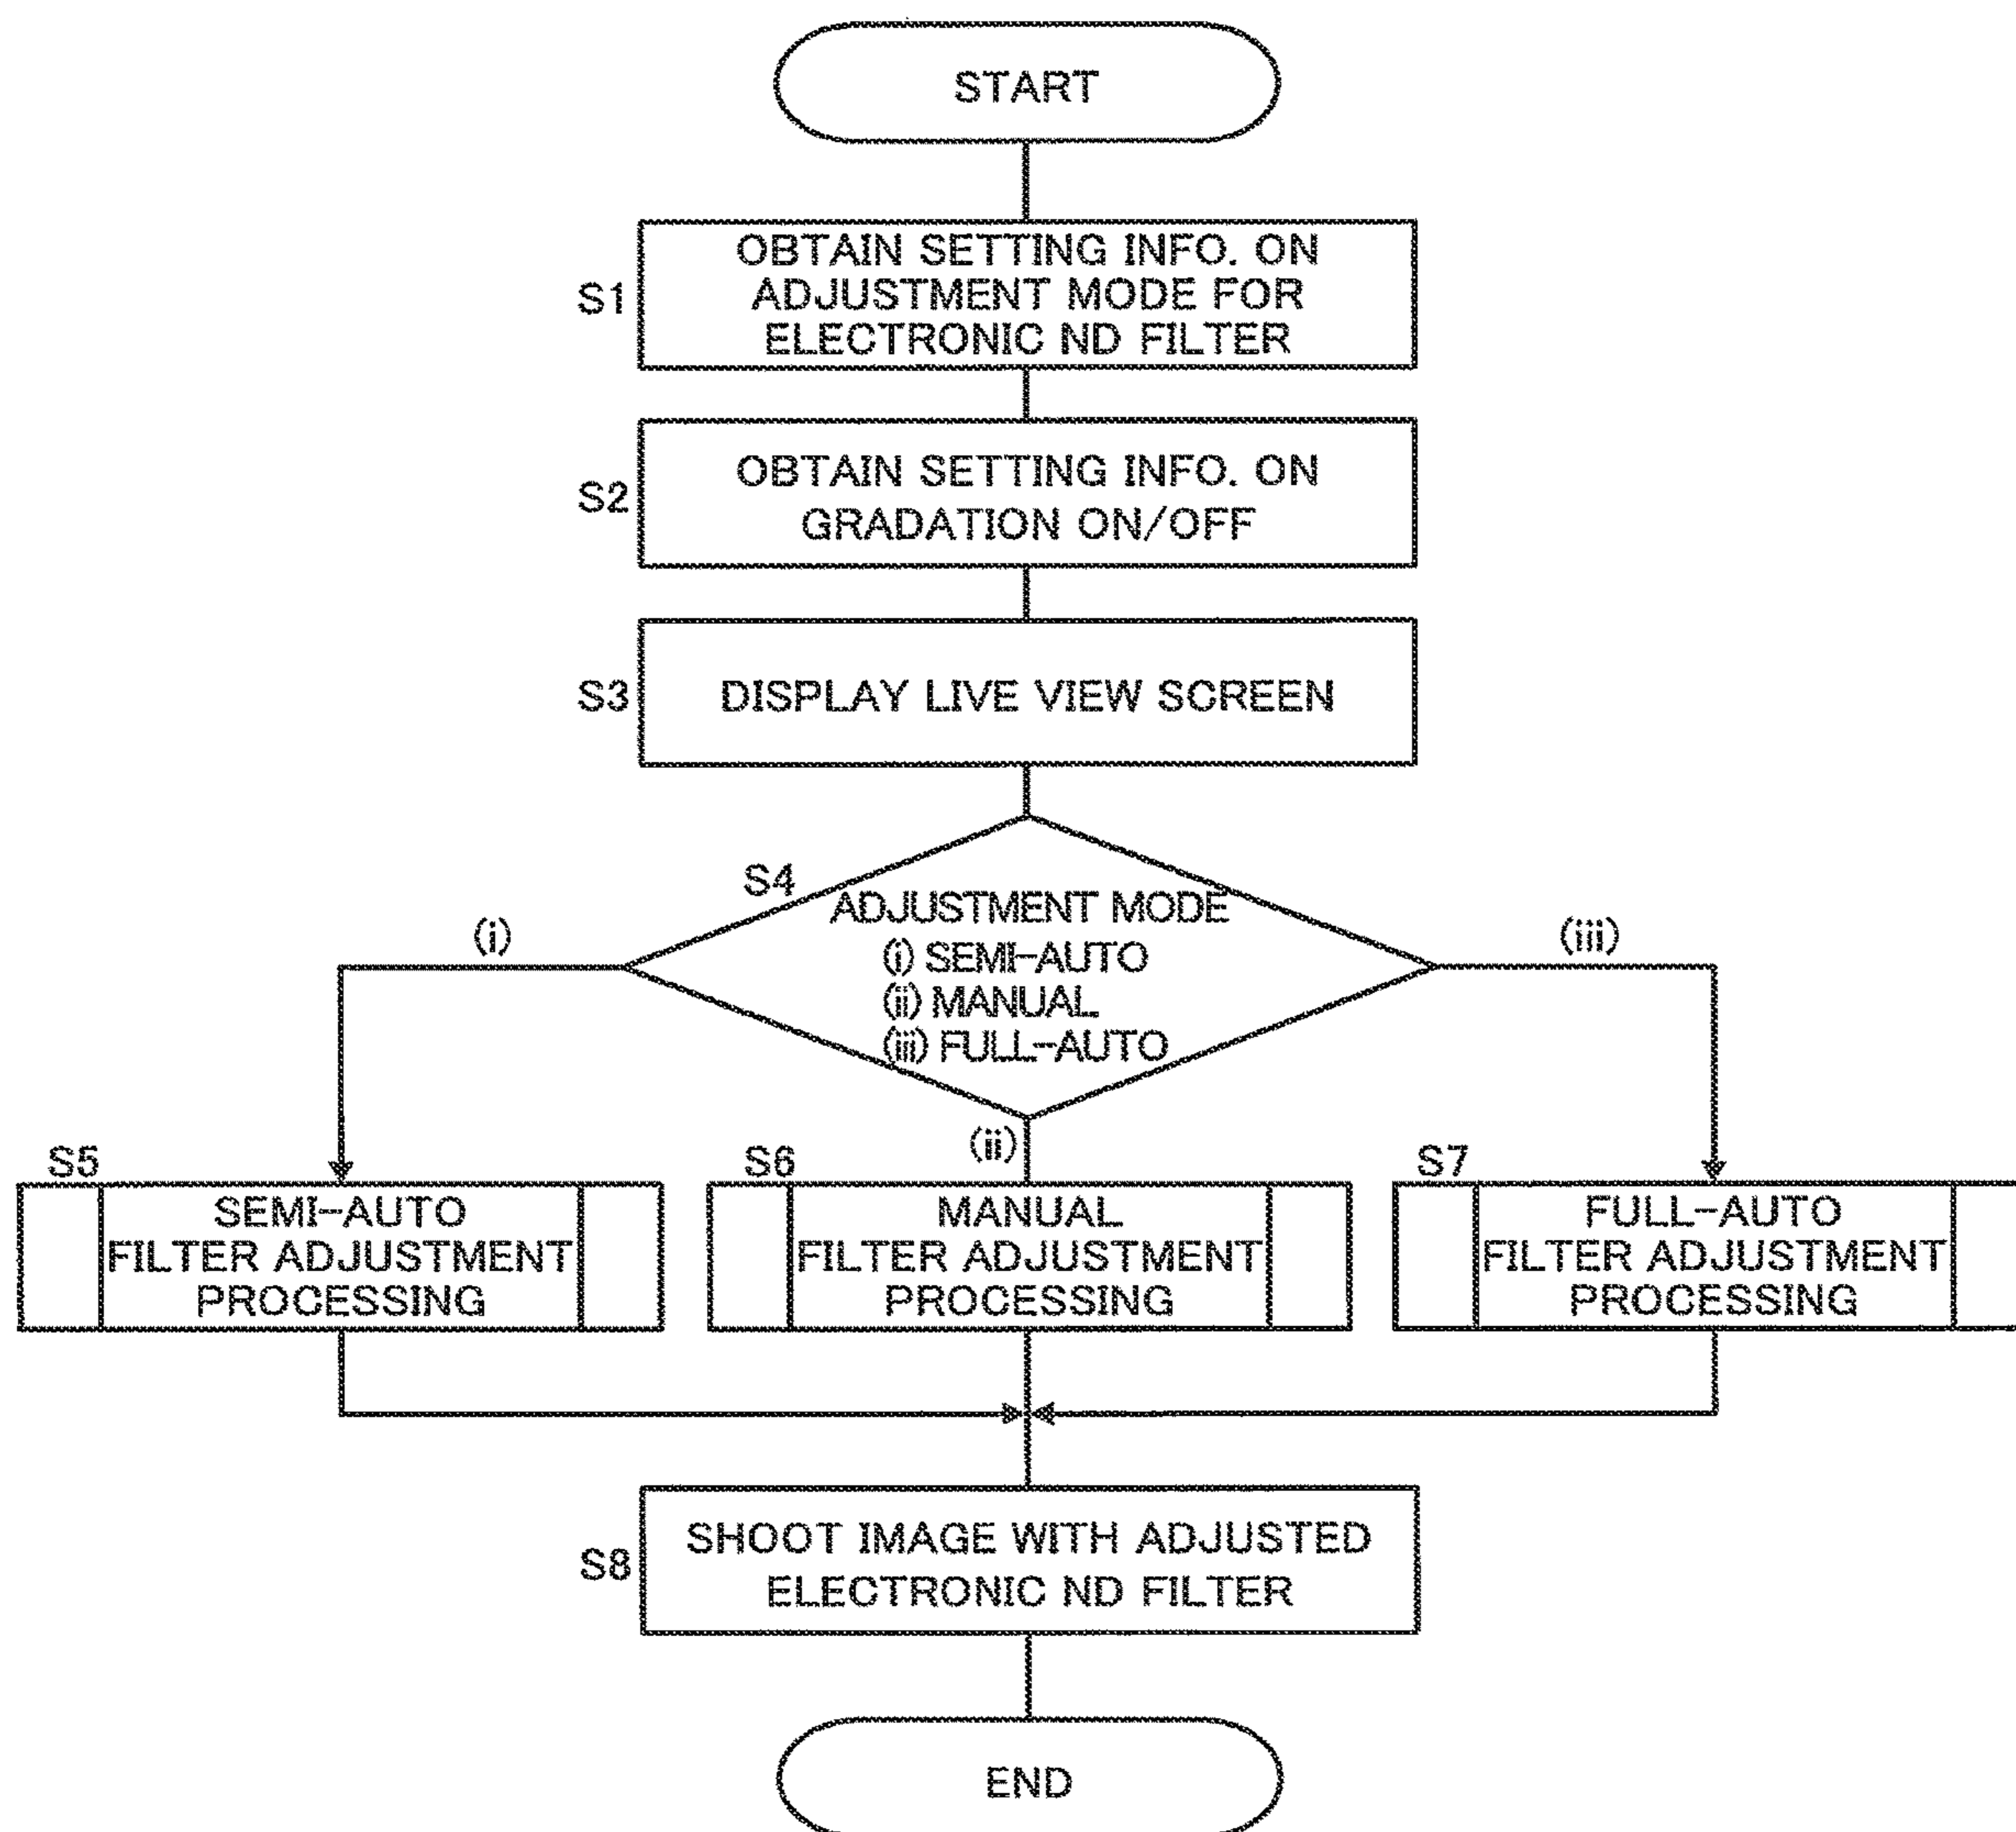 START
S1
OBTAIN SETTING INFO. ON
ADJUSTMENT MODE FOR
ELECTRONIC ND FILTER
S2
OBTAIN SETTING INFO. ON
GRADATION ON/OFF
S3
DISPLAY LIVE VIEW SCREEN
S4
ADJUSTMENT MODE
(i) SEMI-AUTO
(ii) MANUAL
(iii) FULL-AUTO
(i)
(ii)
(iii)
S5
SEMI-AUTO
FILTER ADJUSTMENT
PROCESSING
S6
MANUAL
FILTER ADJUSTMENT
PROCESSING
S7
FULL-AUTO
FILTER ADJUSTMENT
PROCESSING
S8
SHOOT IMAGE WITH ADJUSTED
ELECTRONIC ND FILTER
END